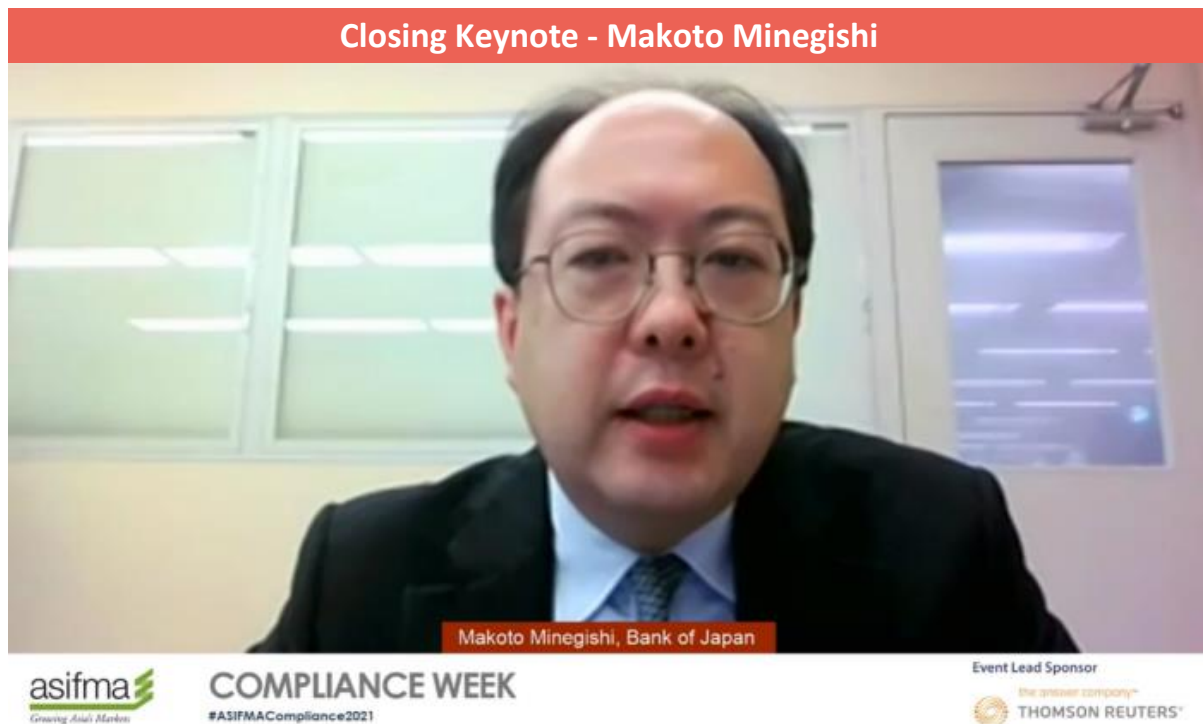 Closing Keynote - Makoto Minegishi
Makoto Minegishi, Bank of Japan
asifma
Growing Asia's Markets
COMPLIANCE WEEK
#ASIFMACompliance2021
Event Lead Sponsor
the answer company™
THOMSON REUTERS®